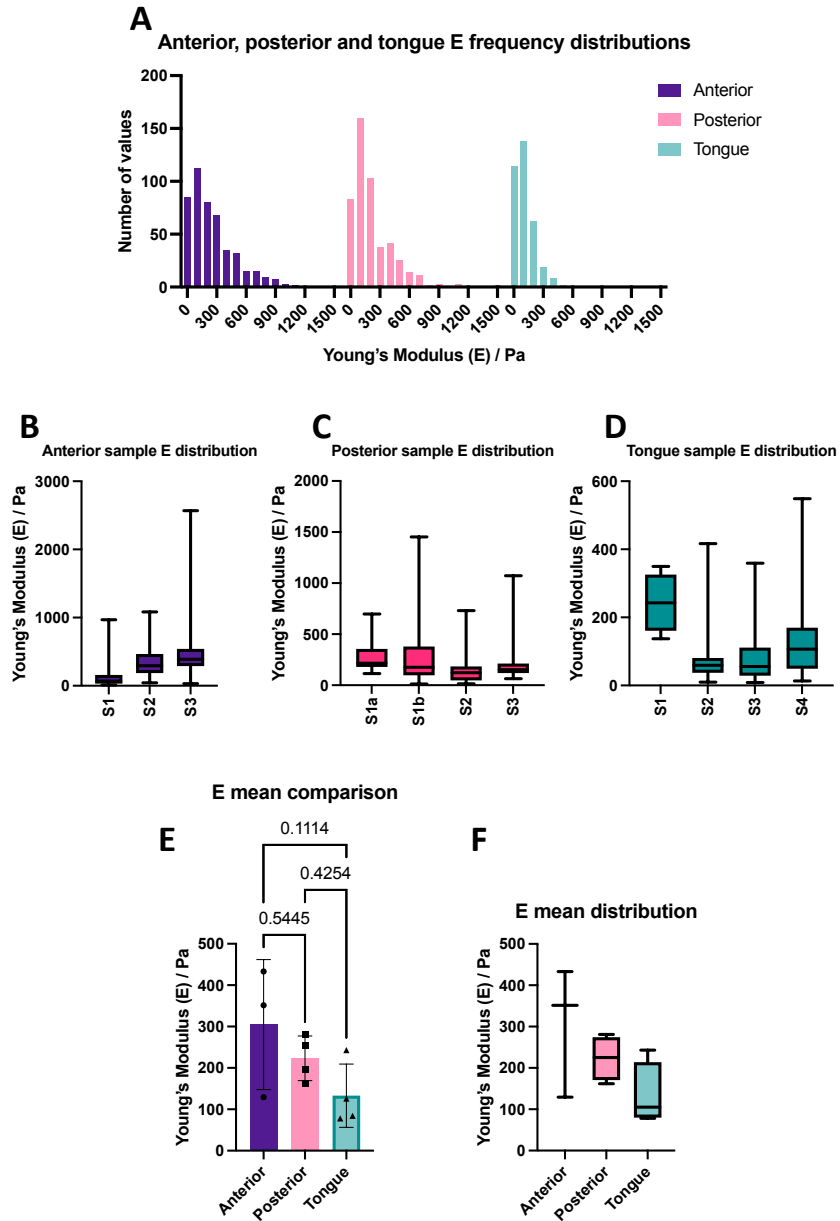 A
Anterior, posterior and tongue E frequency distributions
200
150
100
50
0
Number of values
Anterior
Posterior
Tongue
0 300 600 900 1200 1500 0 300 600 900 1200 1500 0 300 600 900 1200 1500
Young's Modulus (E) / Pa
B
Anterior sample E distribution
3000
2000
1000
0
Young's Modulus (E) / Pa
S1 S2 S3
C
Posterior sample E distribution
2000
1500
1000
500
0
Young's Modulus (E) / Pa
S1a S1b S2 S3
D
Tongue sample E distribution
600
400
200
0
Young's Modulus (E) / Pa
S1 S2 S3 S4
E mean comparison
E
0.1114
0.4254
0.5445
500
400
300
200
100
0
Young's Modulus (E) / Pa
Anterior Posterior Tongue
F
E mean distribution
500
400
300
200
100
0
Young's Modulus (E) / Pa
Anterior Posterior Tongue